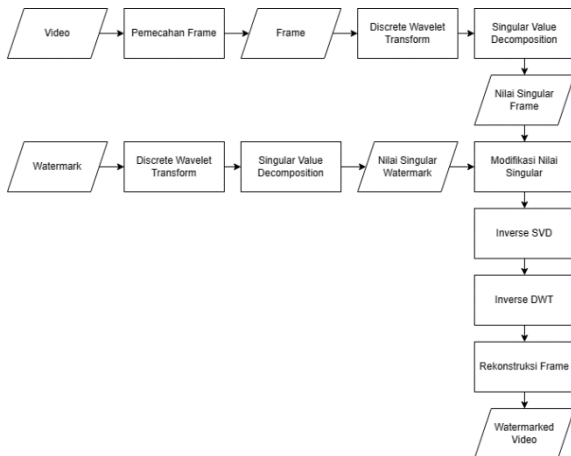 Video
Pemecahan Frame
Frame
Discrete Wavelet
Transform
Singular Value
Decomposition
Nilai Singular
Frame
Watermark
Discrete Wavelet
Transform
Singular Value
Decomposition
Nilai Singular
Watermark
Modifikasi Nilai
Singular
Inverse SVD
Inverse DWT
Rekonstruksi Frame
Watermarked
Video